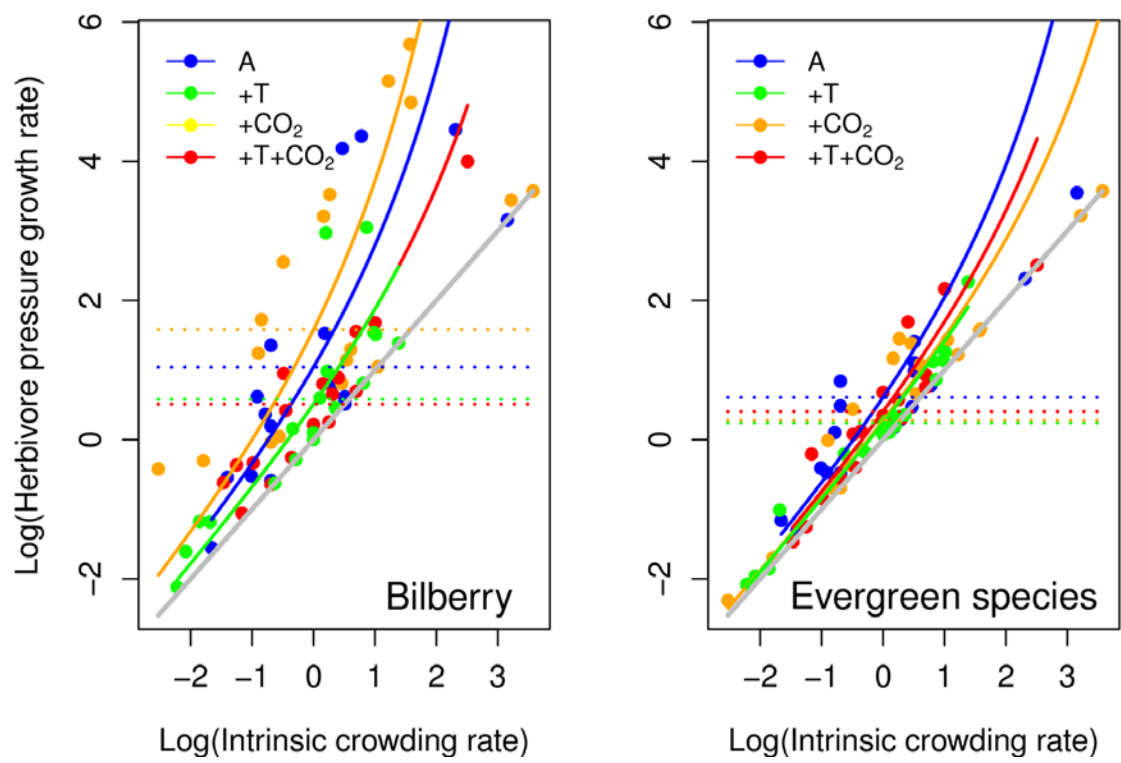 Log(Herbivore pressure growth rate)
6
4
2
0
−2
A
+T
+CO₂
+T+CO₂
Bilberry
−2 −1 0 1 2 3
Log(Intrinsic crowding rate)
6
4
2
0
−2
A
+T
+CO₂
+T+CO₂
Evergreen species
−2 −1 0 1 2 3
Log(Intrinsic crowding rate)